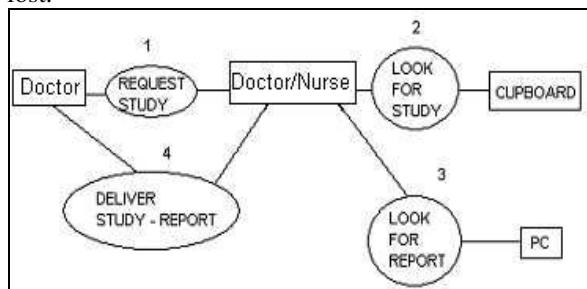 lost.
1
2
Doctor
REQUEST
STUDY
Doctor/Nurse
LOOK
FOR
STUDY
CUPBOARD
4
3
DELIVER
STUDY - REPORT
LOOK
FOR
REPORT
PC